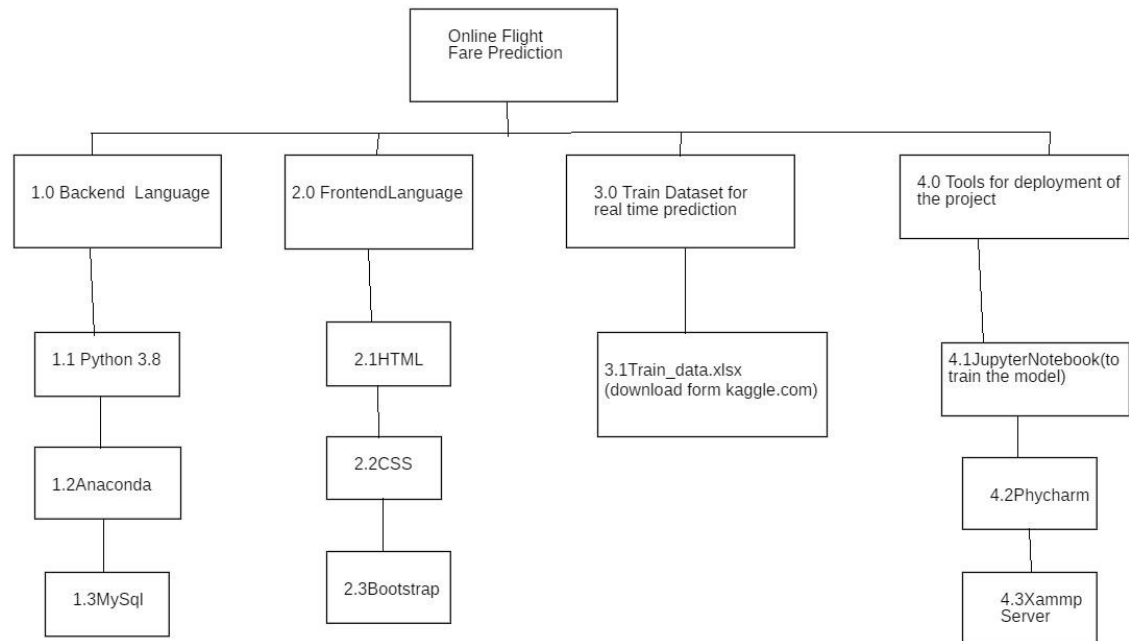 Online Flight
Fare Prediction
1.0 Backend Language
2.0 FrontendLanguage
3.0 Train Dataset for
real time prediction
4.0 Tools for deployment of
the project
1.1 Python 3.8
1.2Anaconda
1.3MySql
2.1HTML
2.2CSS
2.3Bootstrap
3.1Train_data.xlsx
(download form kaggle.com)
4.1JupyterNotebook(to
train the model)
4.2Phycharm
4.3Xammp
Server